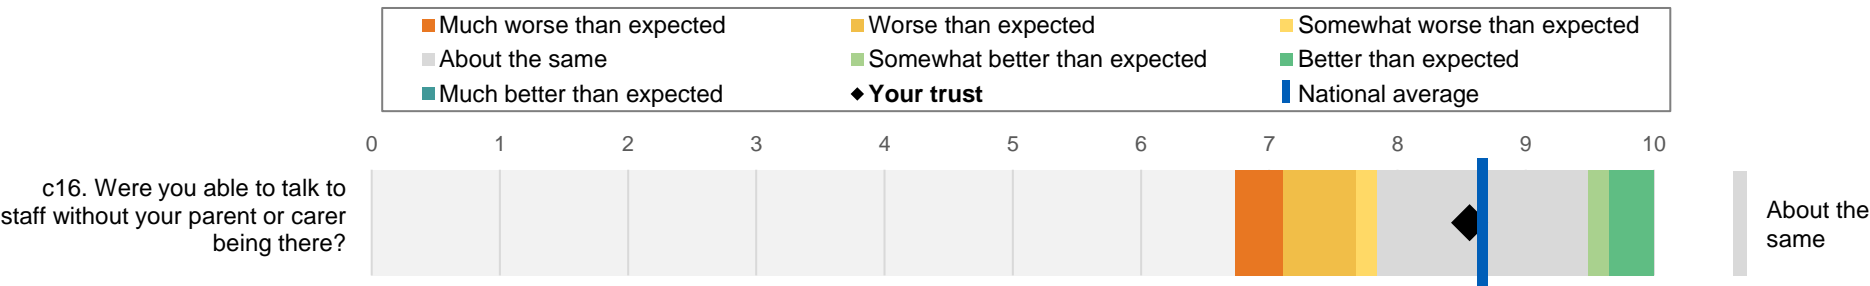 Much worse than expected Worse than expected Somewhat worse than expected
About the same Somewhat better than expected Better than expected
Much better than expected Your trust National average
0 1 2 3 4 5 6 7 8 9 10
c16. Were you able to talk to
staff without your parent or carer
being there?
About the
same